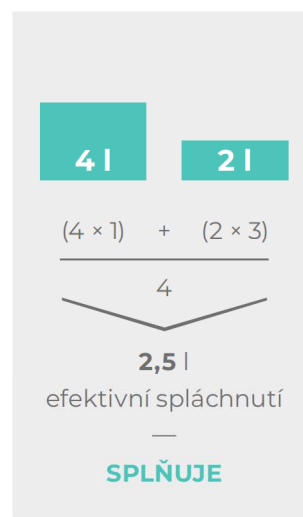 4 l 2 l
(4 × 1) + (2 × 3)
4
2,5 l
efektivní spláchnutí
—
SPLŇUJE